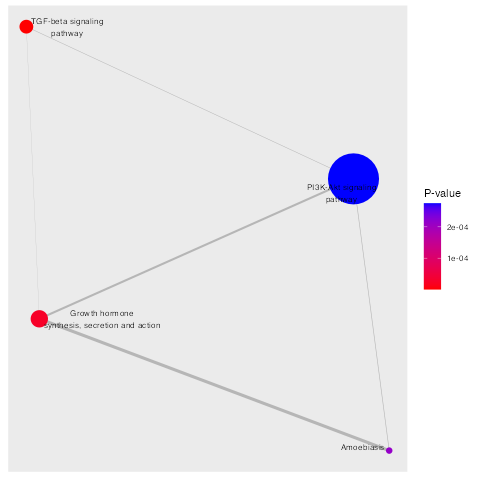 TGF-beta signaling
pathway
PI3K-Akt signaling
pathway
P-value
2e-04
1e-04
Growth hormone
synthesis, secretion and action
Amoebiasis